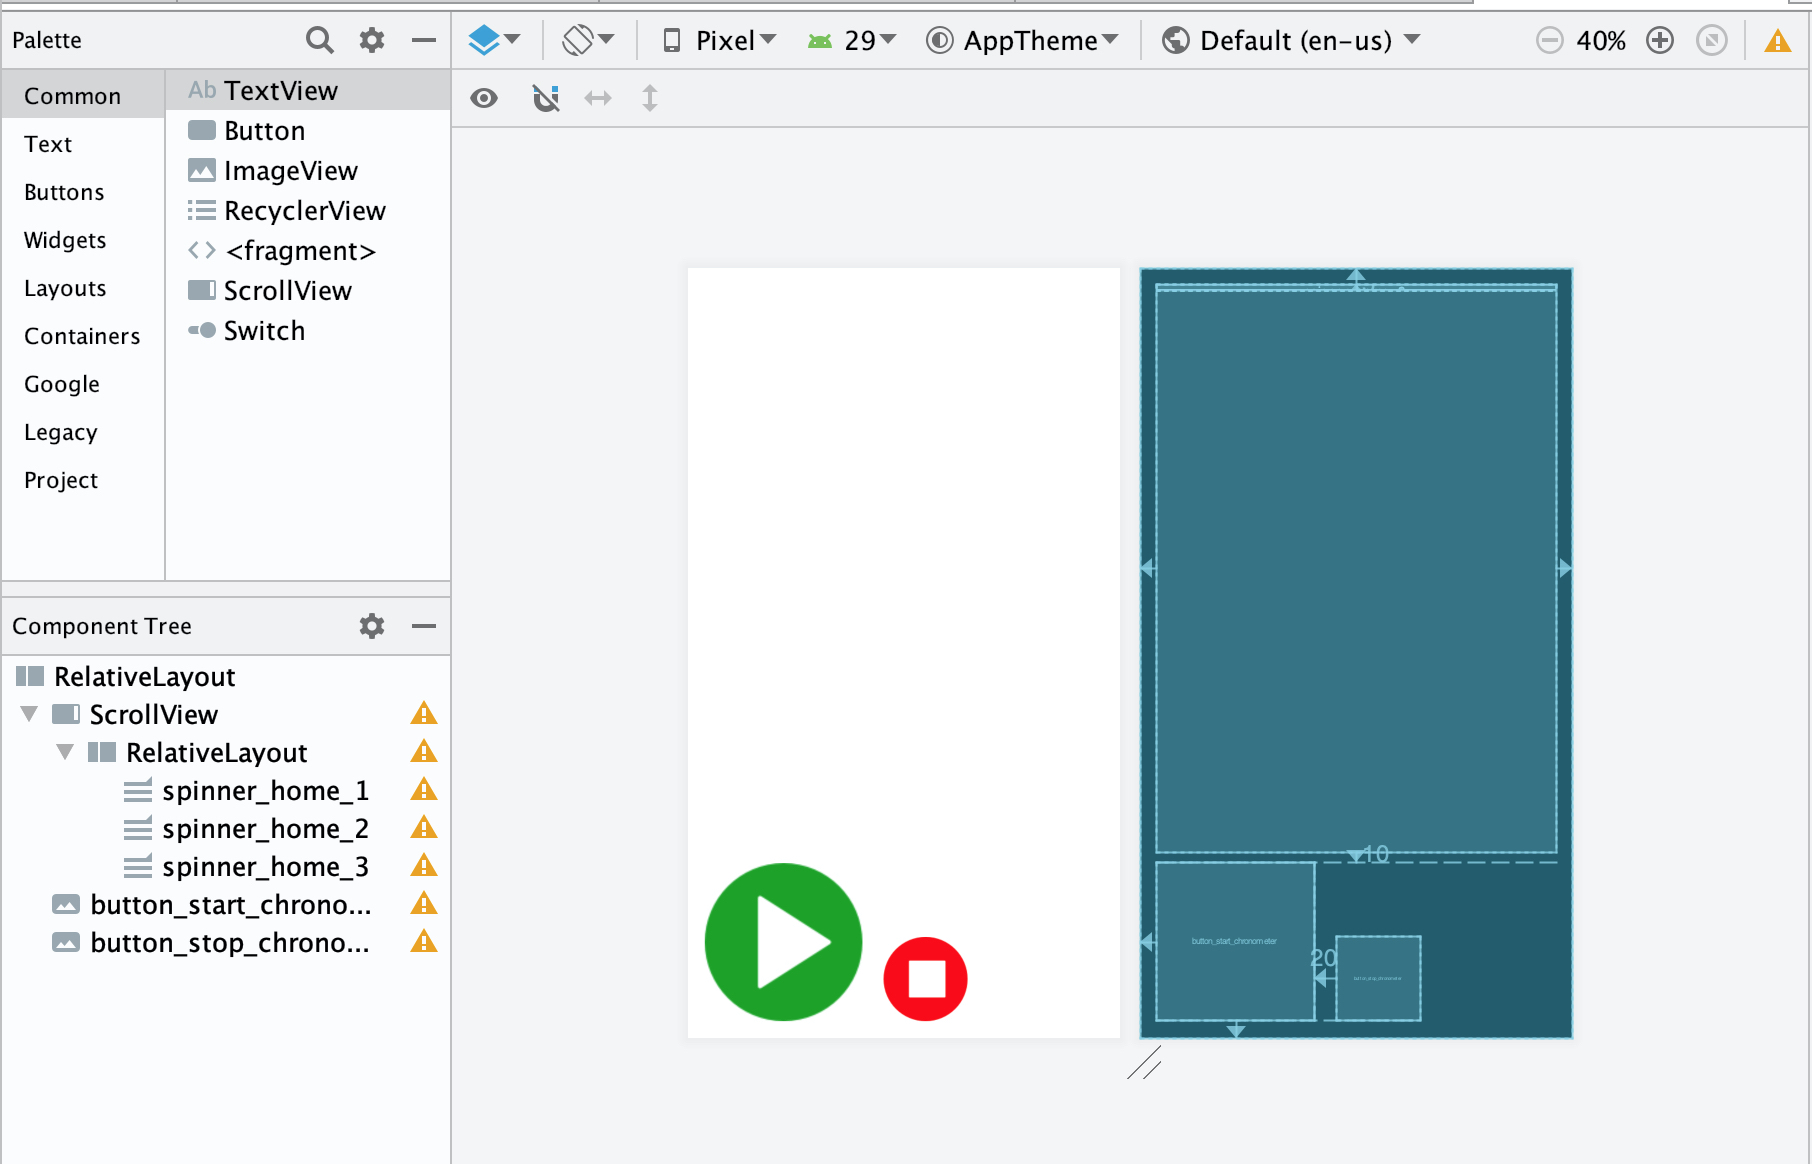 Palette
Pixel 29 AppTheme Default (en-us) 40%
Common
Text
Buttons
Widgets
Layouts
Containers
Google
Legacy
Project
Ab TextView
Button
ImageView
RecyclerView
<fragment>
ScrollView
Switch
Component Tree
RelativeLayout
ScrollView
RelativeLayout
spinner_home_1
spinner_home_2
spinner_home_3
button_start_chrono...
button_stop_chrono...
10
button_start_chronometer
20
button_stop_chronometer